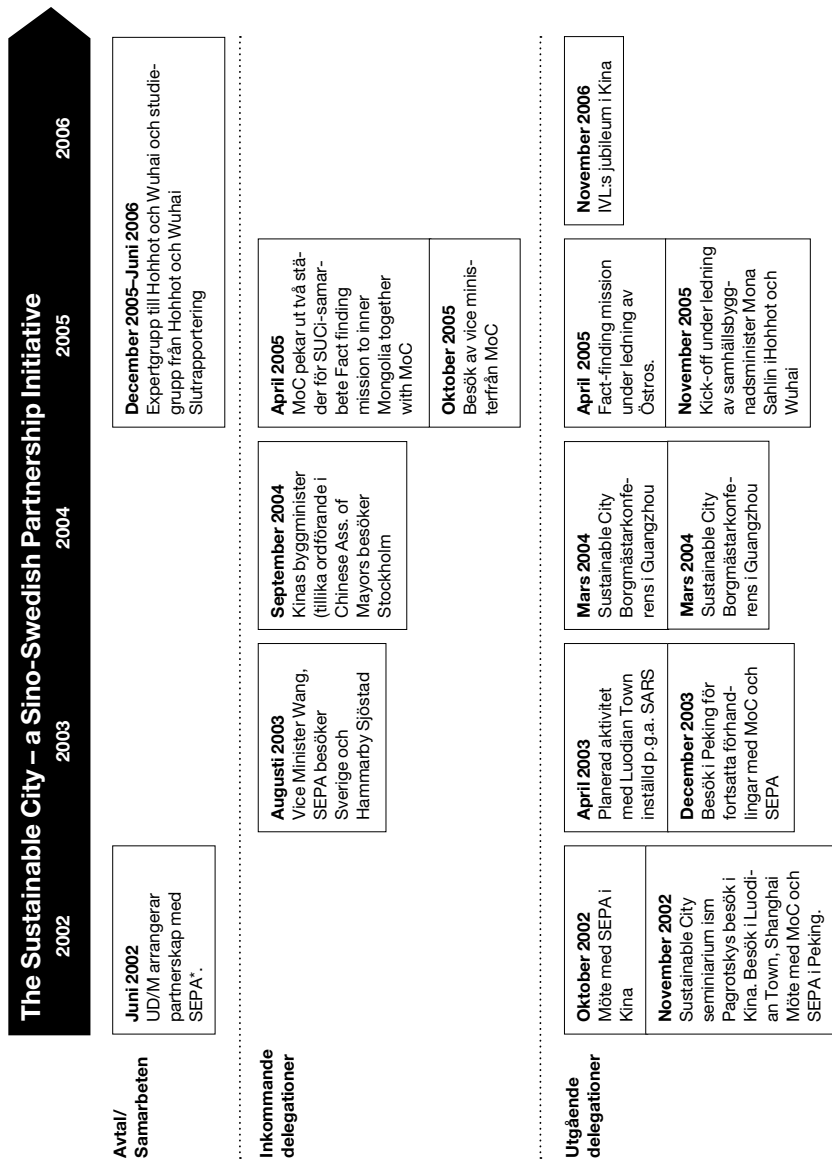 The Sustainable City – a Sino-Swedish Partnership Initiative
2002 2003 2004 2005 2006
Avtal/
Samarbeten
Juni 2002
UD/M arrangerar
partnerskap med
SEPA*.
December 2005–Juni 2006
Expertgrupp till Hohhot och Wuhai och studie-
grupp från Hohhot och Wuhai
Slutrapportering
Inkommande
delegationer
Augusti 2003
Vice Minister Wang,
SEPA besöker
Sverige och
Hammarby Sjöstad
September 2004
Kinas byggminister
(tillika ordförande i
Chinese Ass. of
Mayors besöker
Stockholm
April 2005
MoC pekar ut två stä-
der för SUCi-samar-
bete Fact finding
mission to inner
Mongolia together
with MoC
Oktober 2005
Besök av vice minis-
terfrån MoC
Utgående
delegationer
Oktober 2002
Möte med SEPA i
Kina
November 2002
Sustainable City
seminiarium ism
Pagrotskys besök i
Kina. Besök i Luodi-
an Town, Shanghai
Möte med MoC och
SEPA i Peking.
April 2003
Planerad aktivitet
med Luodian Town
inställd p.g.a. SARS
December 2003
Besök i Peking för
fortsatta förhand-
lingar med MoC och
SEPA
Mars 2004
Sustainable City
Borgmästarkonfe-
rens i Guangzhou
Mars 2004
Sustainable City
Borgmästarkonfe-
rens i Guangzhou
April 2005
Fact-finding mission
under ledning av
Östros.
November 2005
Kick-off under ledning
av samhällsbygg-
nadsminister Mona
Sahlin iHohhot och
Wuhai
November 2006
IVL:s jubileum i Kina